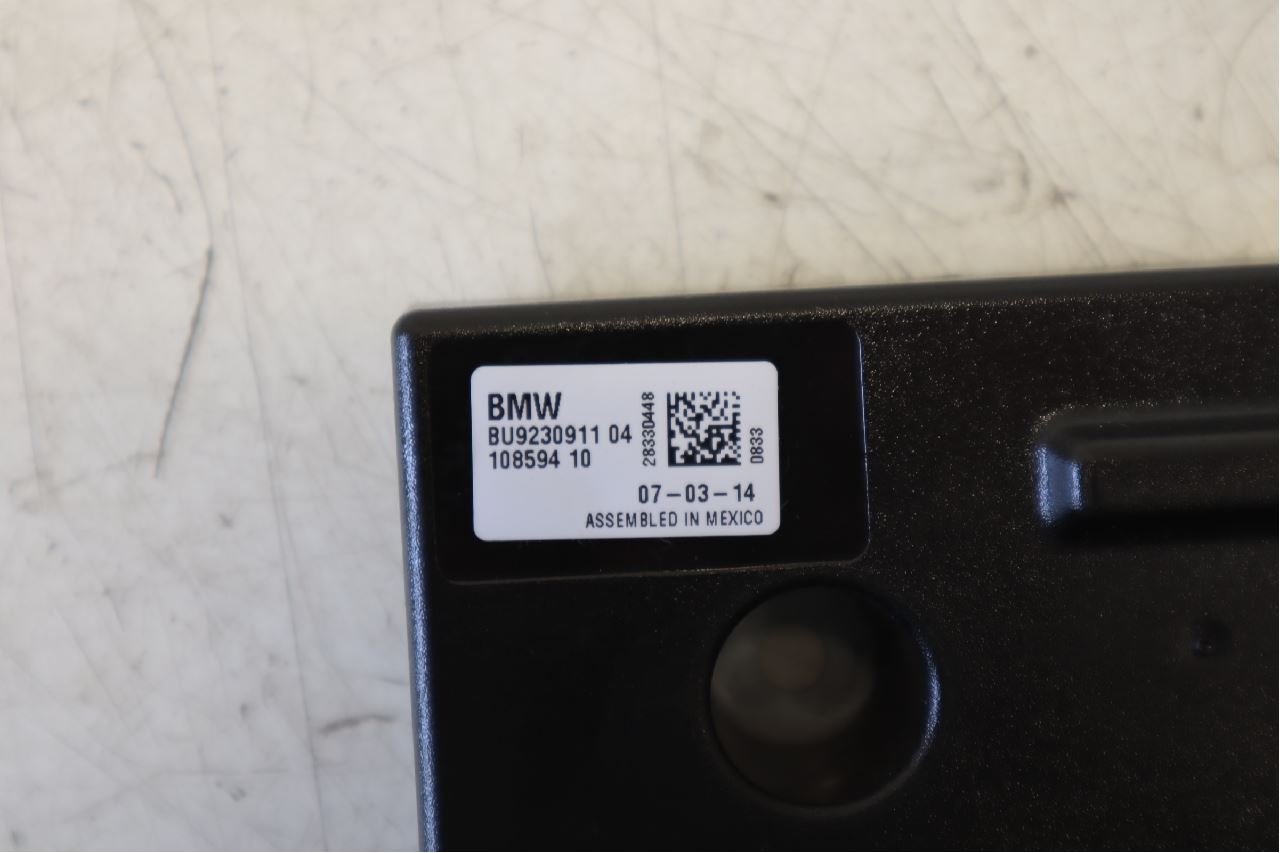 BMW
BU9230911 04
108594 10
28330448
0833
07-03-14
ASSEMBLED IN MEXICO